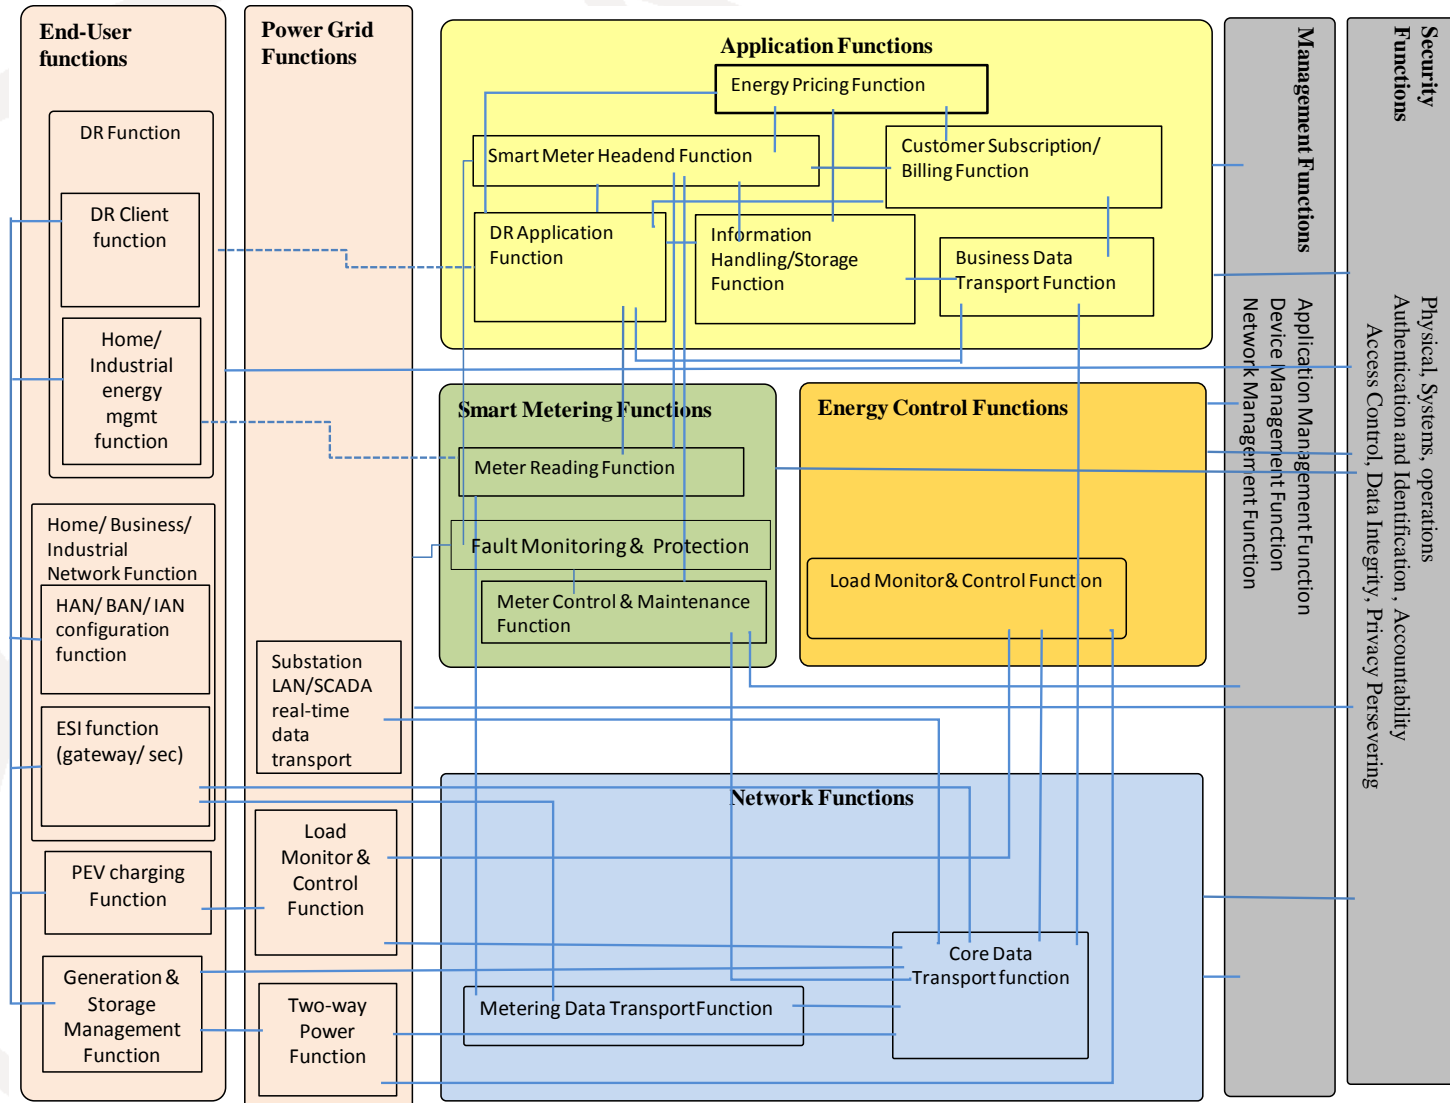 End-User
functions
DR Function
DR Client
function
Home/
Industrial
energy
mgmt
function
Home/ Business/
Industrial
Network Function
HAN/ BAN/ IAN
configuration
function
ESI function
(gateway/ sec)
PEV charging
Function
Generation &
Storage
Management
Function
Power Grid
Functions
Substation
LAN/SCADA
real-time
data
transport
Load
Monitor &
Control
Function
Two-way
Power
Function
Application Functions
Energy Pricing Function
Smart Meter Headend Function
Customer Subscription/
Billing Function
DR Application
Function
Information
Handling/Storage
Function
Business Data
Transport Function
Smart Metering Functions
Meter Reading Function
Fault Monitoring & Protection
Meter Control & Maintenance
Function
Energy Control Functions
Load Monitor& Control Function
Network Functions
Core Data
Transport function
Metering Data TransportFunction
Management Functions
Application Management Function
Device Management Function
Network Management Function
Security
Functions
Physical, Systems, operations
Authentication and Identification , Accountability
Access Control, Data Integrity, Privacy Persevering